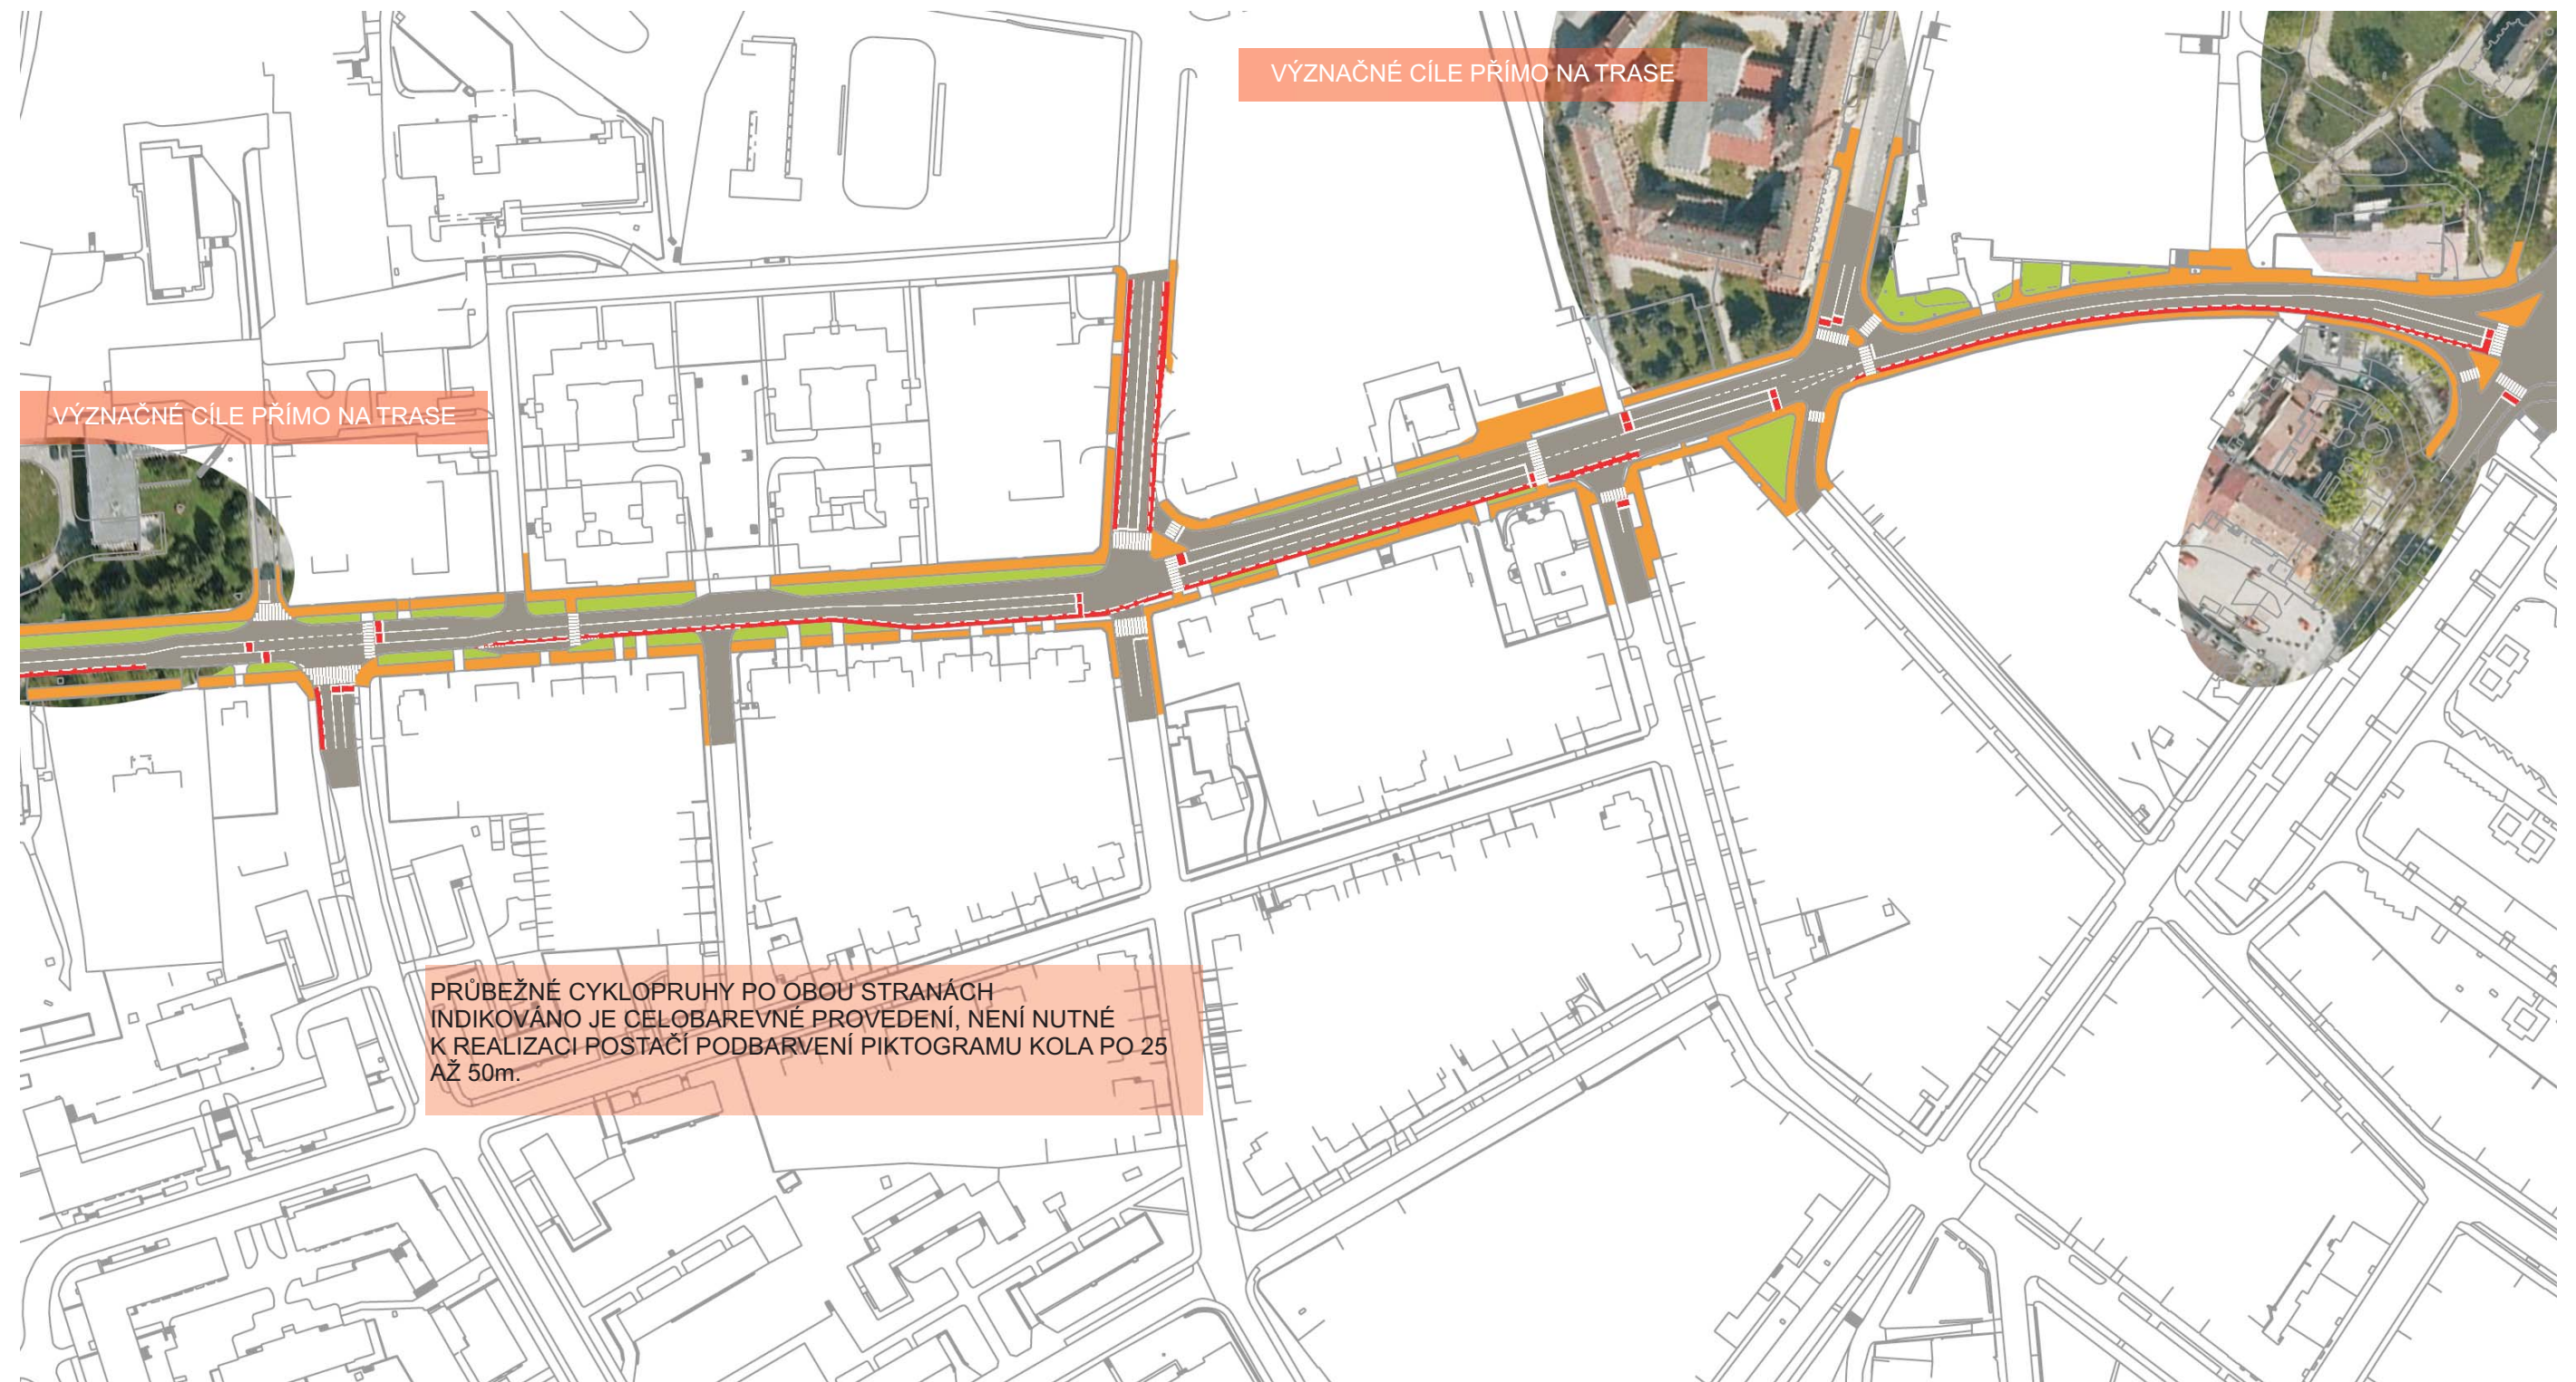 VÝZNAČNÉ CÍLE PŘÍMO NA TRASE
VÝZNAČNÉ CÍLE PŘÍMO NA TRASE
PRŮBEŽNÉ CYKLOPRUHY PO OBOU STRANÁCH
INDIKOVÁNO JE CELOBAREVNÉ PROVEDENÍ, NENÍ NUTNÉ
K REALIZACI POSTAČÍ PODBARVENÍ PIKTOGRAMU KOLA PO 25
AŽ 50m.